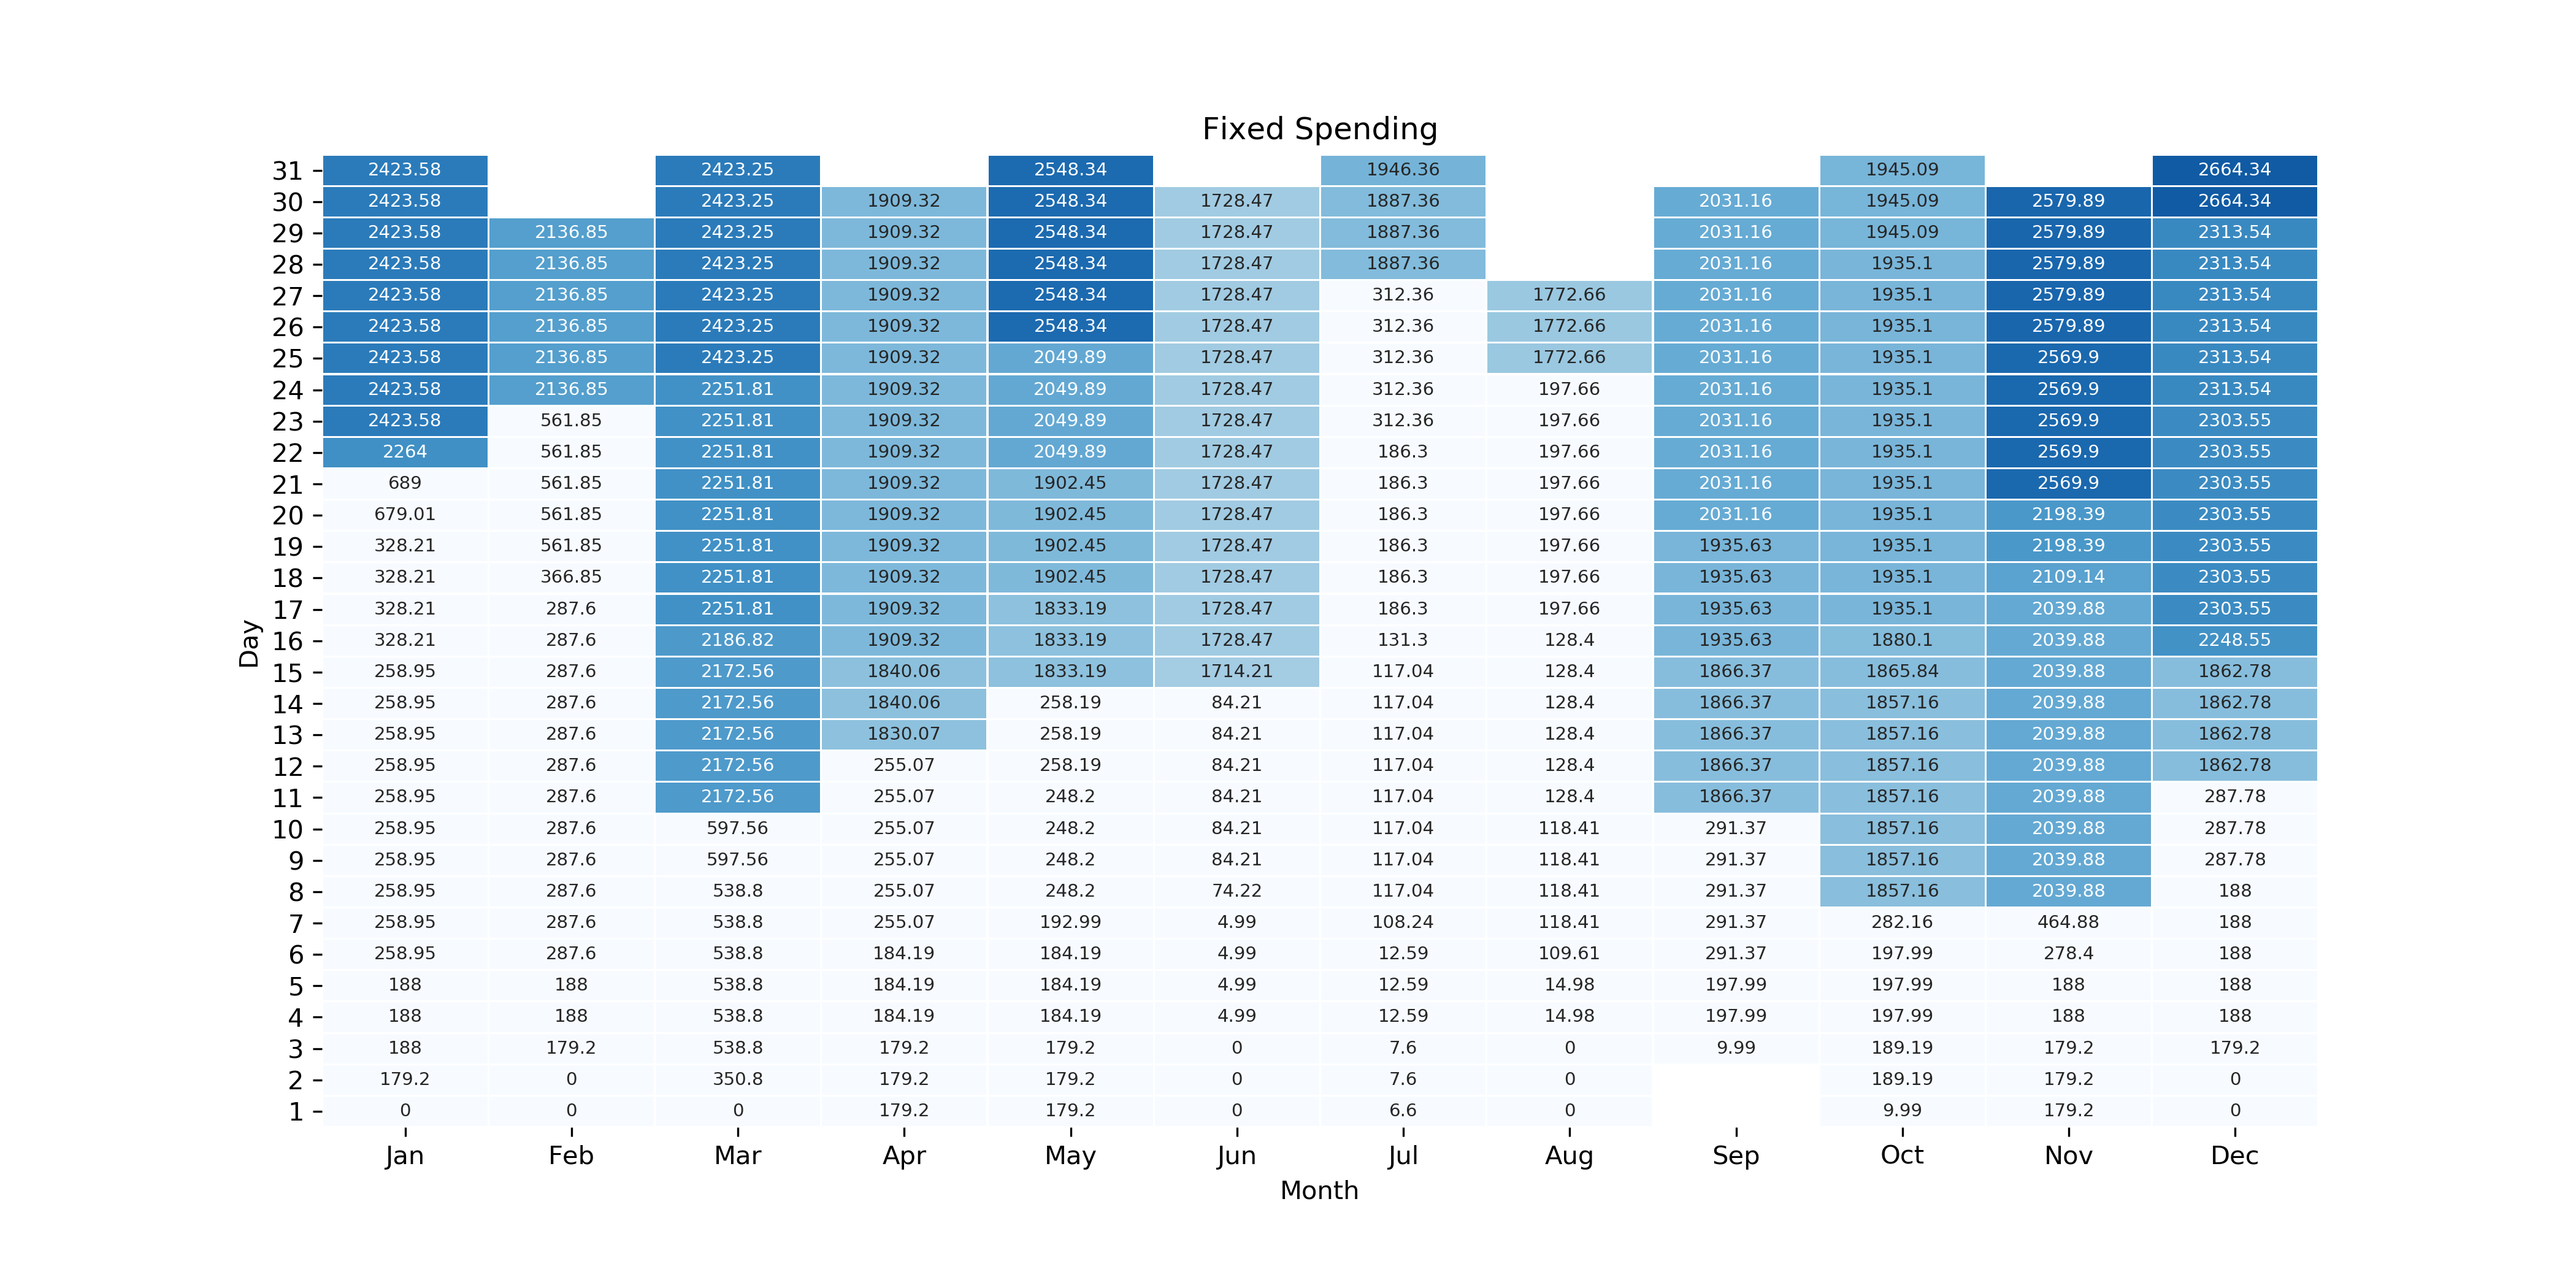 Fixed Spending
31 2423.58 2423.25 2548.34 1946.36 1945.09 2664.34
30 2423.58 2423.25 1909.32 2548.34 1728.47 1887.36 2031.16 1945.09 2579.89 2664.34
29 2423.58 2136.85 2423.25 1909.32 2548.34 1728.47 1887.36 2031.16 1945.09 2579.89 2313.54
28 2423.58 2136.85 2423.25 1909.32 2548.34 1728.47 1887.36 2031.16 1935.1 2579.89 2313.54
27 2423.58 2136.85 2423.25 1909.32 2548.34 1728.47 312.36 1772.66 2031.16 1935.1 2579.89 2313.54
26 2423.58 2136.85 2423.25 1909.32 2548.34 1728.47 312.36 1772.66 2031.16 1935.1 2579.89 2313.54
25 2423.58 2136.85 2423.25 1909.32 2049.89 1728.47 312.36 1772.66 2031.16 1935.1 2569.9 2313.54
24 2423.58 2136.85 2251.81 1909.32 2049.89 1728.47 312.36 197.66 2031.16 1935.1 2569.9 2313.54
23 2423.58 561.85 2251.81 1909.32 2049.89 1728.47 312.36 197.66 2031.16 1935.1 2569.9 2303.55
22 2264 561.85 2251.81 1909.32 2049.89 1728.47 186.3 197.66 2031.16 1935.1 2569.9 2303.55
21 689 561.85 2251.81 1909.32 1902.45 1728.47 186.3 197.66 2031.16 1935.1 2569.9 2303.55
20 679.01 561.85 2251.81 1909.32 1902.45 1728.47 186.3 197.66 2031.16 1935.1 2198.39 2303.55
19 328.21 561.85 2251.81 1909.32 1902.45 1728.47 186.3 197.66 1935.63 1935.1 2198.39 2303.55
18 328.21 366.85 2251.81 1909.32 1902.45 1728.47 186.3 197.66 1935.63 1935.1 2109.14 2303.55
17 328.21 287.6 2251.81 1909.32 1833.19 1728.47 186.3 197.66 1935.63 1935.1 2039.88 2303.55
16 328.21 287.6 2186.82 1909.32 1833.19 1728.47 131.3 128.4 1935.63 1880.1 2039.88 2248.55
15 258.95 287.6 2172.56 1840.06 1833.19 1714.21 117.04 128.4 1866.37 1865.84 2039.88 1862.78
14 258.95 287.6 2172.56 1840.06 258.19 84.21 117.04 128.4 1866.37 1857.16 2039.88 1862.78
13 258.95 287.6 2172.56 1830.07 258.19 84.21 117.04 128.4 1866.37 1857.16 2039.88 1862.78
12 258.95 287.6 2172.56 255.07 258.19 84.21 117.04 128.4 1866.37 1857.16 2039.88 1862.78
11 258.95 287.6 2172.56 255.07 248.2 84.21 117.04 128.4 1866.37 1857.16 2039.88 287.78
10 258.95 287.6 597.56 255.07 248.2 84.21 117.04 118.41 291.37 1857.16 2039.88 287.78
9 258.95 287.6 597.56 255.07 248.2 84.21 117.04 118.41 291.37 1857.16 2039.88 287.78
8 258.95 287.6 538.8 255.07 248.2 74.22 117.04 118.41 291.37 1857.16 2039.88 188
7 258.95 287.6 538.8 255.07 192.99 4.99 108.24 118.41 291.37 282.16 464.88 188
6 258.95 287.6 538.8 184.19 184.19 4.99 12.59 109.61 291.37 197.99 278.4 188
5 188 188 538.8 184.19 184.19 4.99 12.59 14.98 197.99 197.99 188 188
4 188 188 538.8 184.19 184.19 4.99 12.59 14.98 197.99 197.99 188 188
3 188 179.2 538.8 179.2 179.2 0 7.6 0 9.99 189.19 179.2 179.2
2 179.2 0 350.8 179.2 179.2 0 7.6 0 189.19 179.2 0
1 0 0 0 179.2 179.2 0 6.6 0 9.99 179.2 0
Day
Jan Feb Mar Apr May Jun Jul Aug Sep Oct Nov Dec
Month